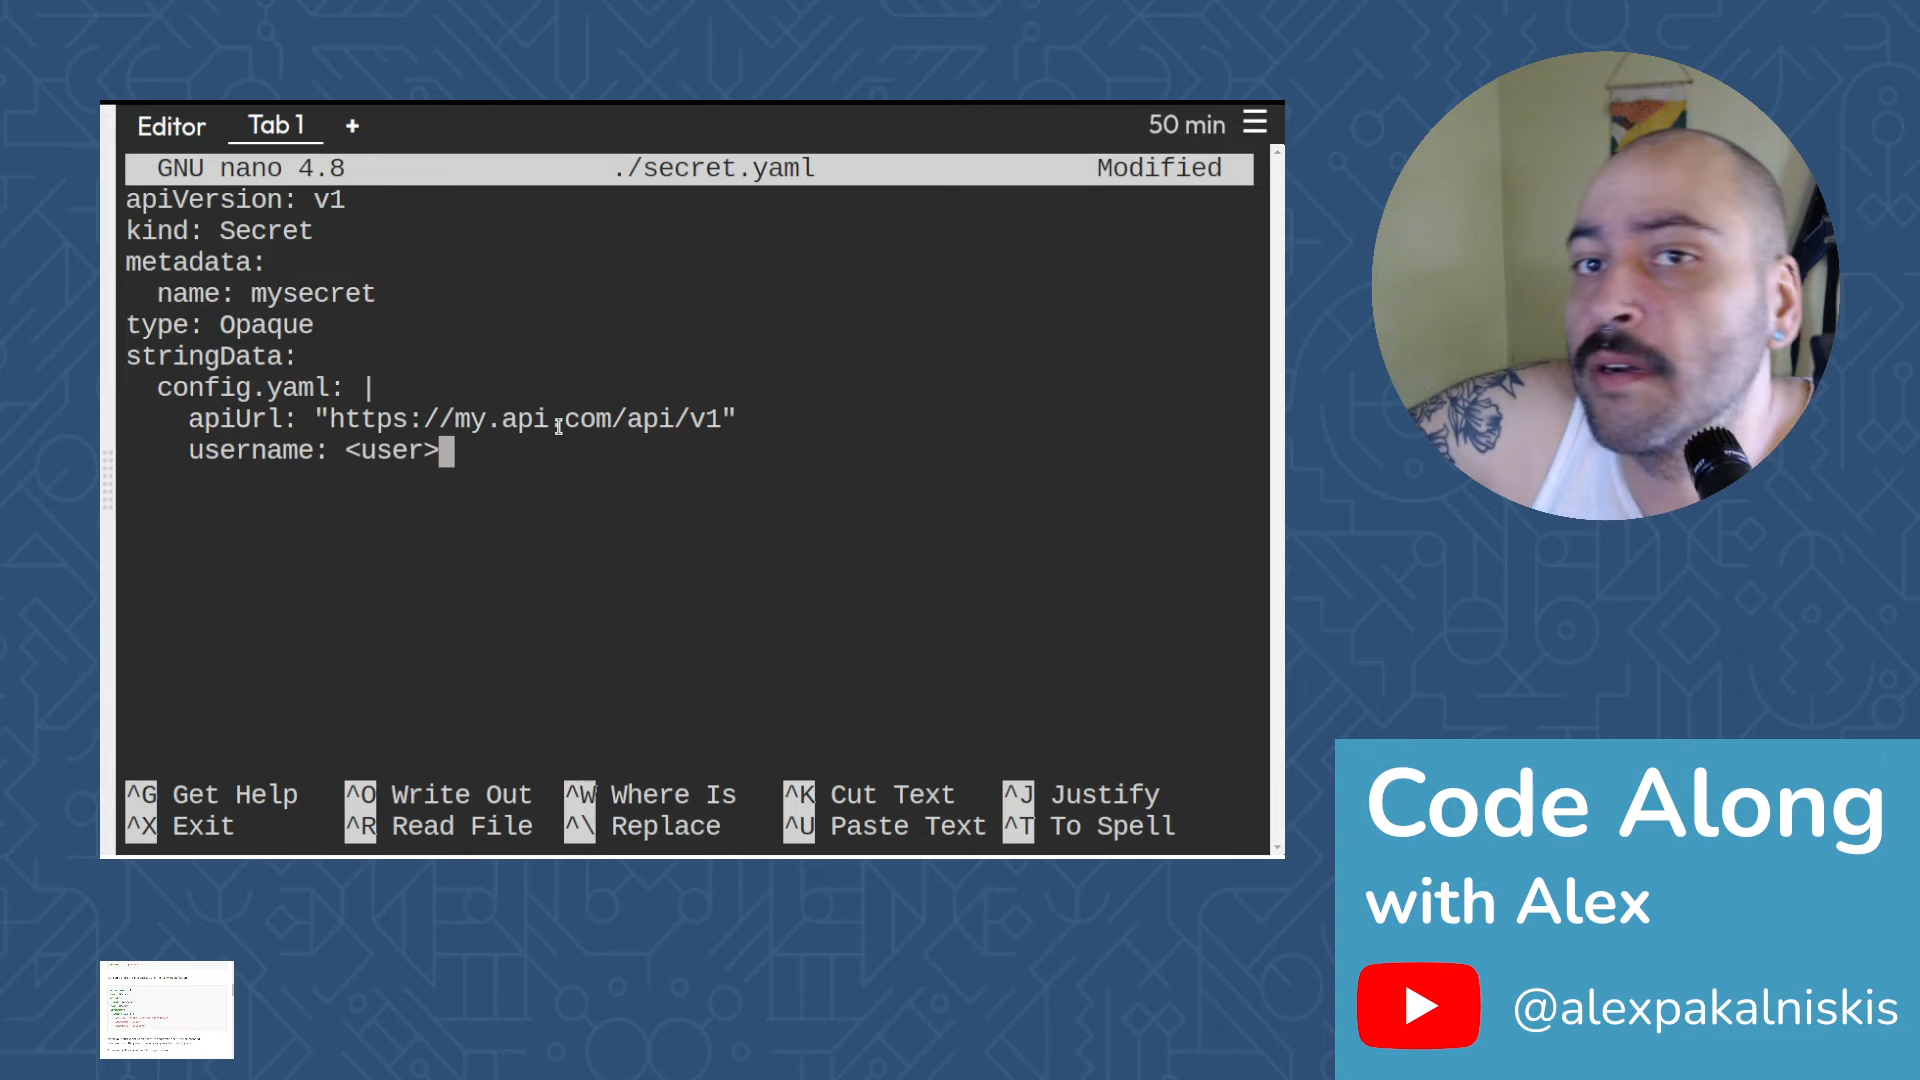 Editor Tab 1 + 50 min
GNU nano 4.8 ./secret.yaml Modified
apiVersion: v1
kind: Secret
metadata:
  name: mysecret
type: Opaque
stringData:
  config.yaml: |
    apiUrl: "https://my.api.com/api/v1"
    username: <user>
^G Get Help ^O Write Out ^W Where Is ^K Cut Text ^J Justify
^X Exit ^R Read File ^\ Replace ^U Paste Text ^T To Spell
Code Along
with Alex
@alexpakalniskis